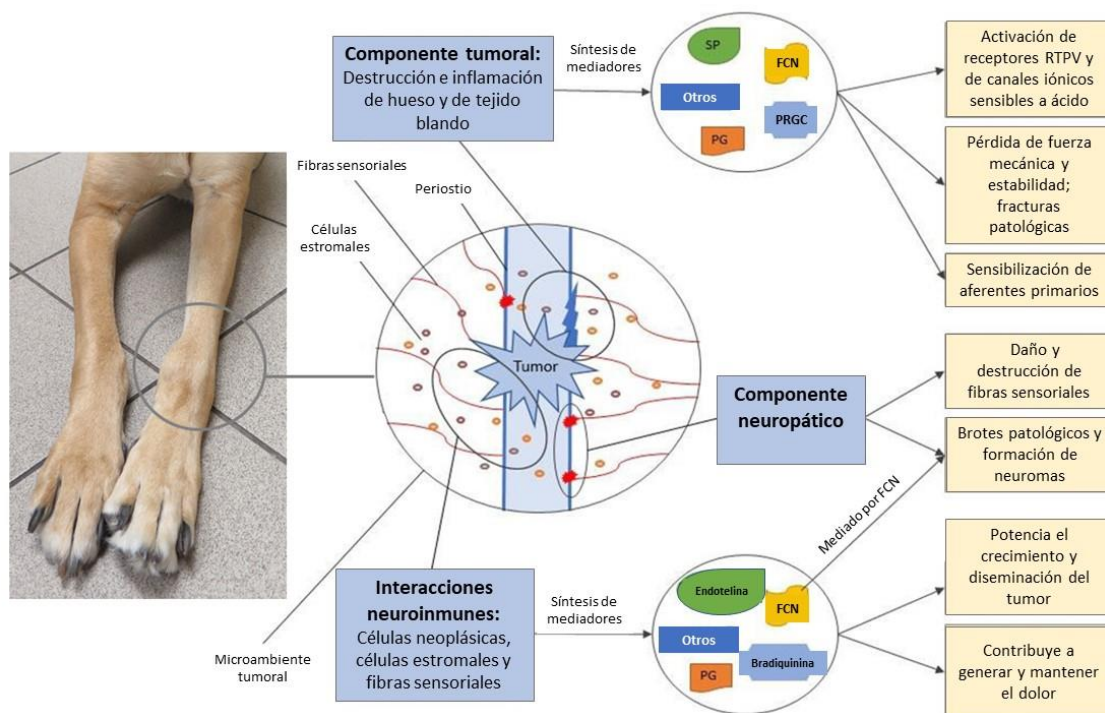 Componente tumoral:
Destrucción e inflamación
de hueso y de tejido
blando
Síntesis de
mediadores
SP
FCN
Otros
PRGC
PG
Activación de
receptores RTPV y
de canales iónicos
sensibles a ácido
Pérdida de fuerza
mecánica y
estabilidad;
fracturas
patológicas
Sensibilización de
aferentes primarios
Fibras sensoriales
Periostio
Células
estromales
Tumor
Componente
neuropático
Daño y
destrucción de
fibras sensoriales
Brotes patológicos y
formación de
neuromas
Mediado por FCN
Microambiente
tumoral
Interacciones
neuroinmunes:
Células neoplásicas,
células estromales y
fibras sensoriales
Síntesis de
mediadores
Endotelina
FCN
Otros
Bradiquinina
PG
Potencia el
crecimiento y
diseminación del
tumor
Contribuye a
generar y mantener
el dolor